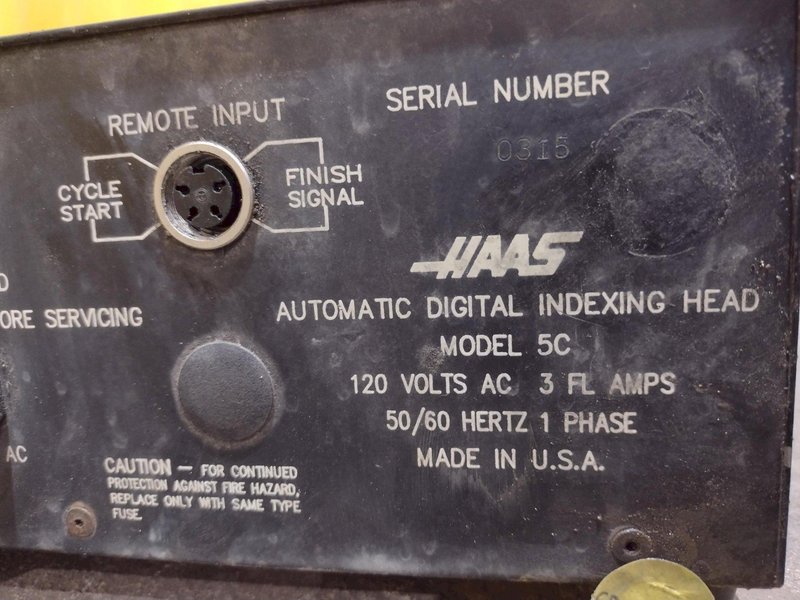 REMOTE INPUT
CYCLE
START
FINISH
SIGNAL
SERIAL NUMBER
0315
HAAS
AUTOMATIC DIGITAL INDEXING HEAD
MODEL 5C
120 VOLTS AC 3 FL AMPS
50/60 HERTZ 1 PHASE
MADE IN U.S.A.
D
ORE SERVICING
AC
CAUTION — FOR CONTINUED
PROTECTION AGAINST FIRE HAZARD,
REPLACE ONLY WITH SAME TYPE
FUSE.